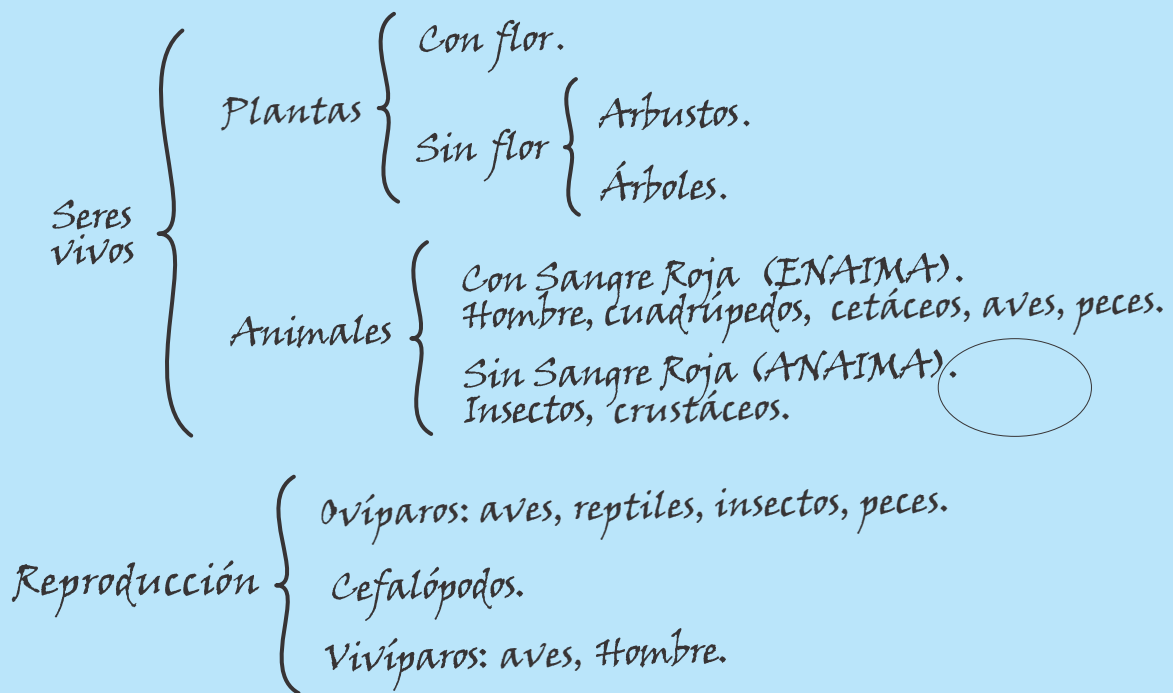 Seres
vivos
Plantas
Con flor.
Sin flor
Arbustos.
Árboles.
Animales
Con Sangre Roja (ENAIMA).
Hombre, cuadrúpedos, cetáceos, aves, peces.
Sin Sangre Roja (ANAIMA).
Insectos, crustáceos.
Reproducción
Ovíparos: aves, reptiles, insectos, peces.
Cefalópodos.
Vivíparos: aves, Hombre.